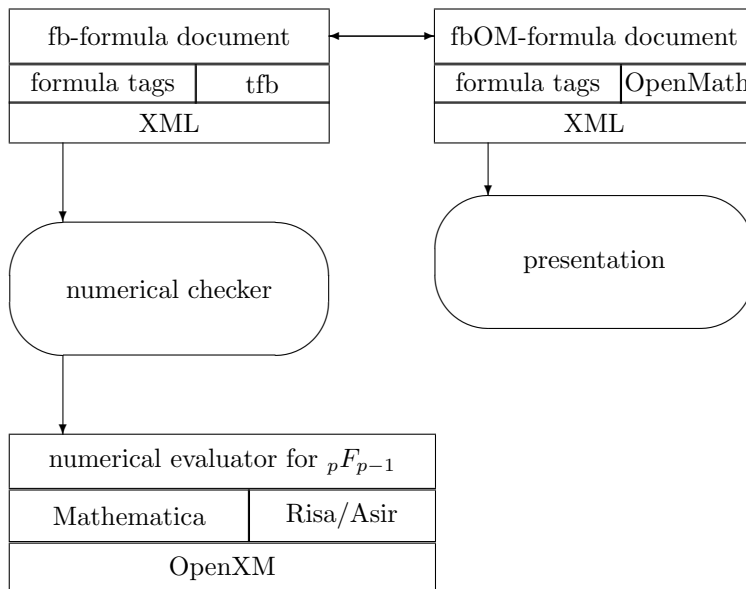 fb-formula document
fbOM-formula document
formula tags
tfb
formula tags
OpenMath
XML
XML
numerical checker
presentation
numerical evaluator for ₚFₚ₋₁
Mathematica
Risa/Asir
OpenXM